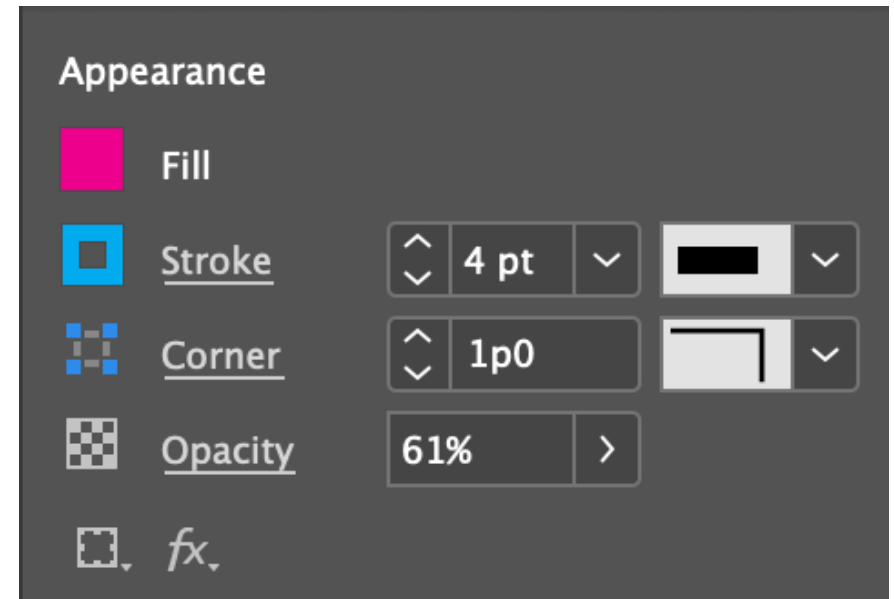 Appearance
Fill
Stroke 4 pt
Corner 1p0
Opacity 61%
fx